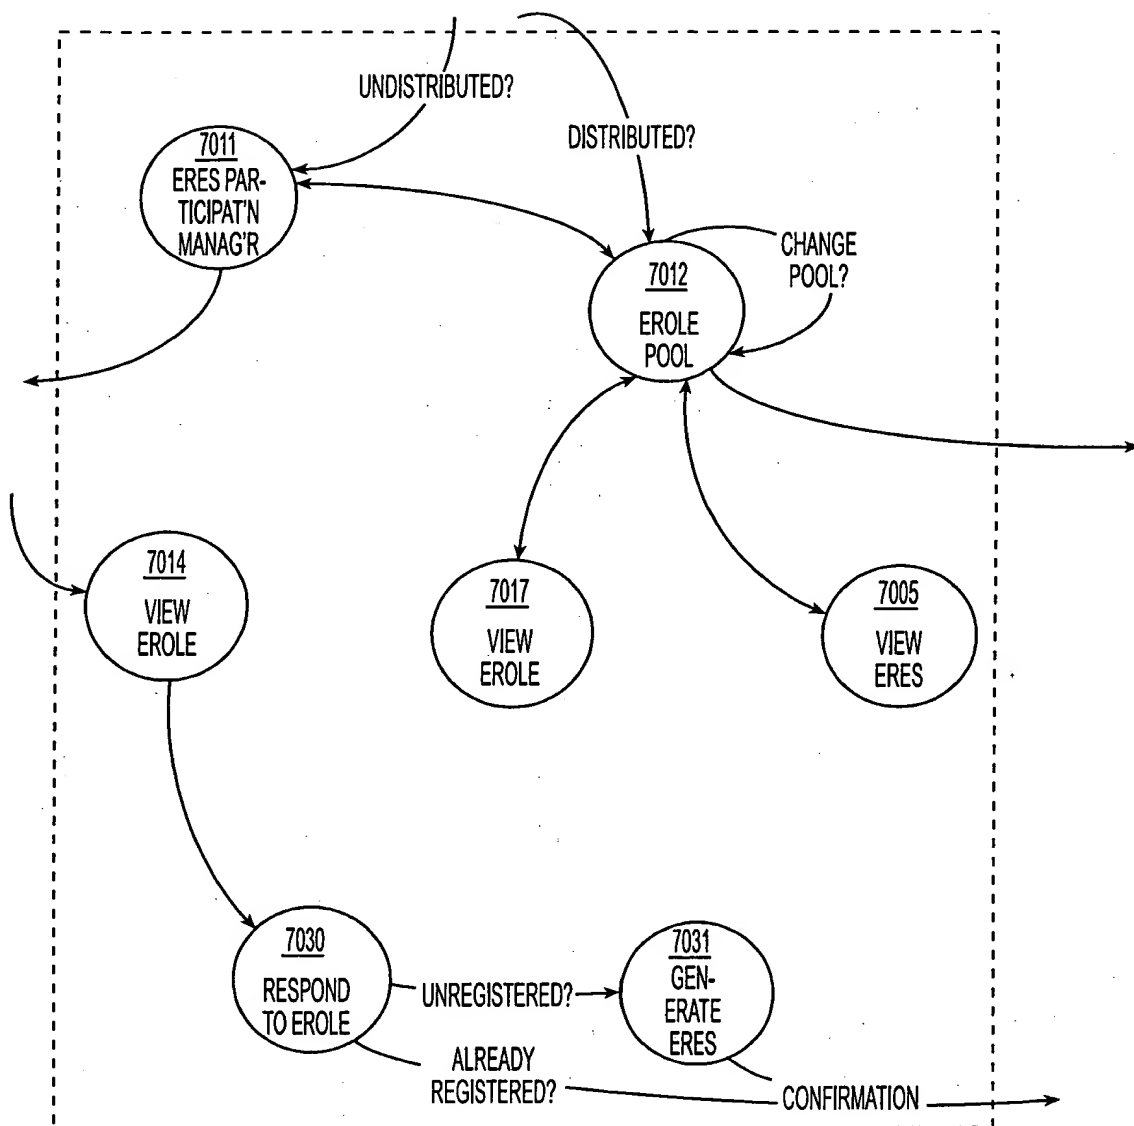 UNDISTRIBUTED?
DISTRIBUTED?
7011
ERES PAR-
TICIPAT'N
MANAG'R
CHANGE
POOL?
7012
EROLE
POOL
7014
VIEW
EROLE
7017
VIEW
EROLE
7005
VIEW
ERES
7030
RESPOND
TO EROLE
UNREGISTERED?
7031
GEN-
ERATE
ERES
ALREADY
REGISTERED?
CONFIRMATION